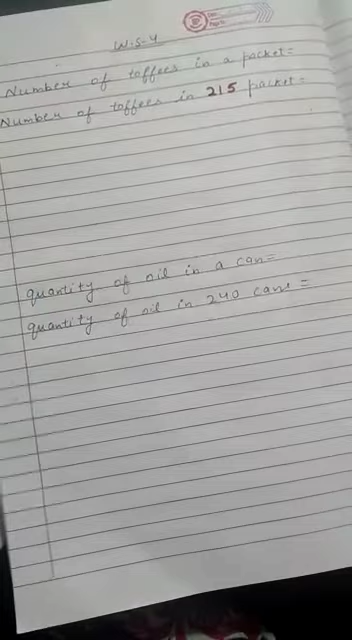 W.S-4
Number of toffees in a packet=
Number of toffees in 215 packet=
quantity of oil in a can=
quantity of oil in 240 cans =